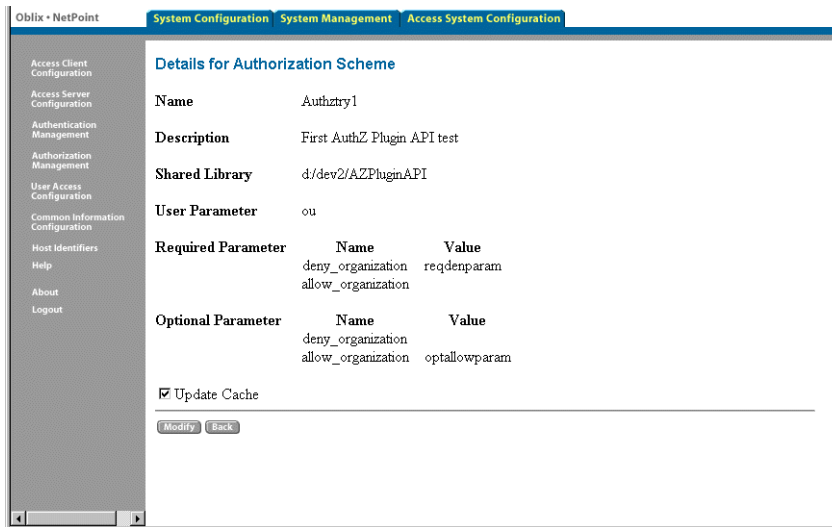 Oblix • NetPoint
System Configuration System Management Access System Configuration
Access Client
Configuration
Access Server
Configuration
Authentication
Management
Authorization
Management
User Access
Configuration
Common Information
Configuration
Host Identifiers
Help
About
Logout
Details for Authorization Scheme
Name Authztry1
Description First AuthZ Plugin API test
Shared Library d:/dev2/AZPluginAPI
User Parameter ou
Required Parameter Name Value
deny_organization reqdenparam
allow_organization
Optional Parameter Name Value
deny_organization
allow_organization optallowparam
Update Cache
Modify Back